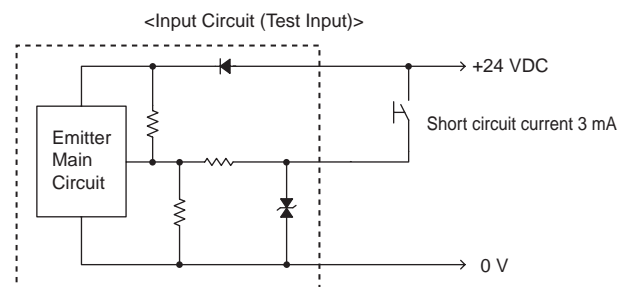 <Input Circuit (Test Input)>
+24 VDC
Short circuit current 3 mA
Emitter
Main
Circuit
0 V